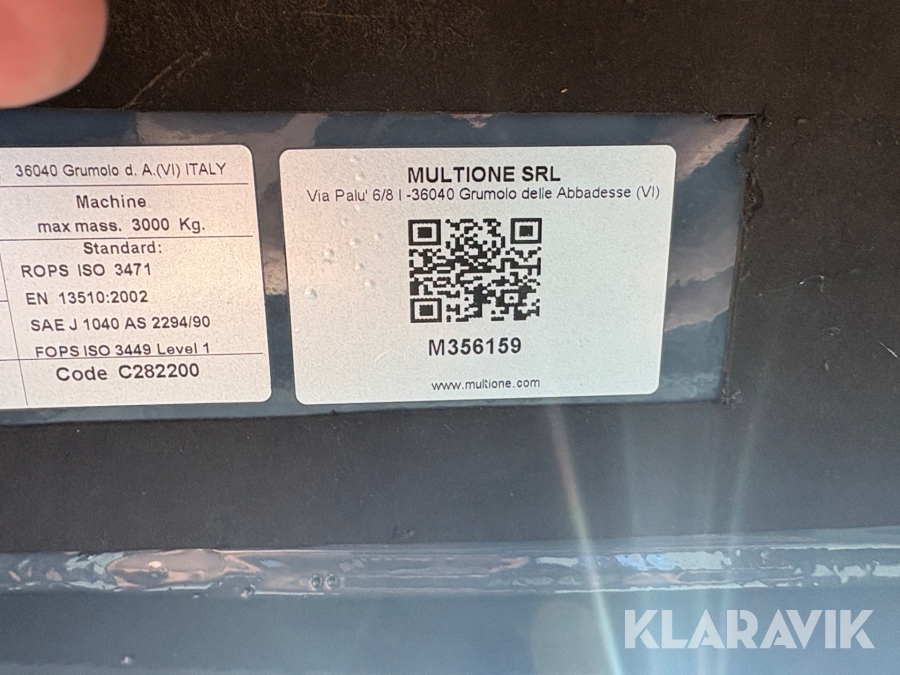 36040 Grumolo d. A.(VI) ITALY
Machine
max mass. 3000 Kg.
Standard:
ROPS ISO 3471
EN 13510:2002
SAE J 1040 AS 2294/90
FOPS ISO 3449 Level 1
Code C282200
MULTIONE SRL
Via Palu' 6/8 I -36040 Grumolo delle Abbadesse (VI)
M356159
www.multione.com
KLARAVIK